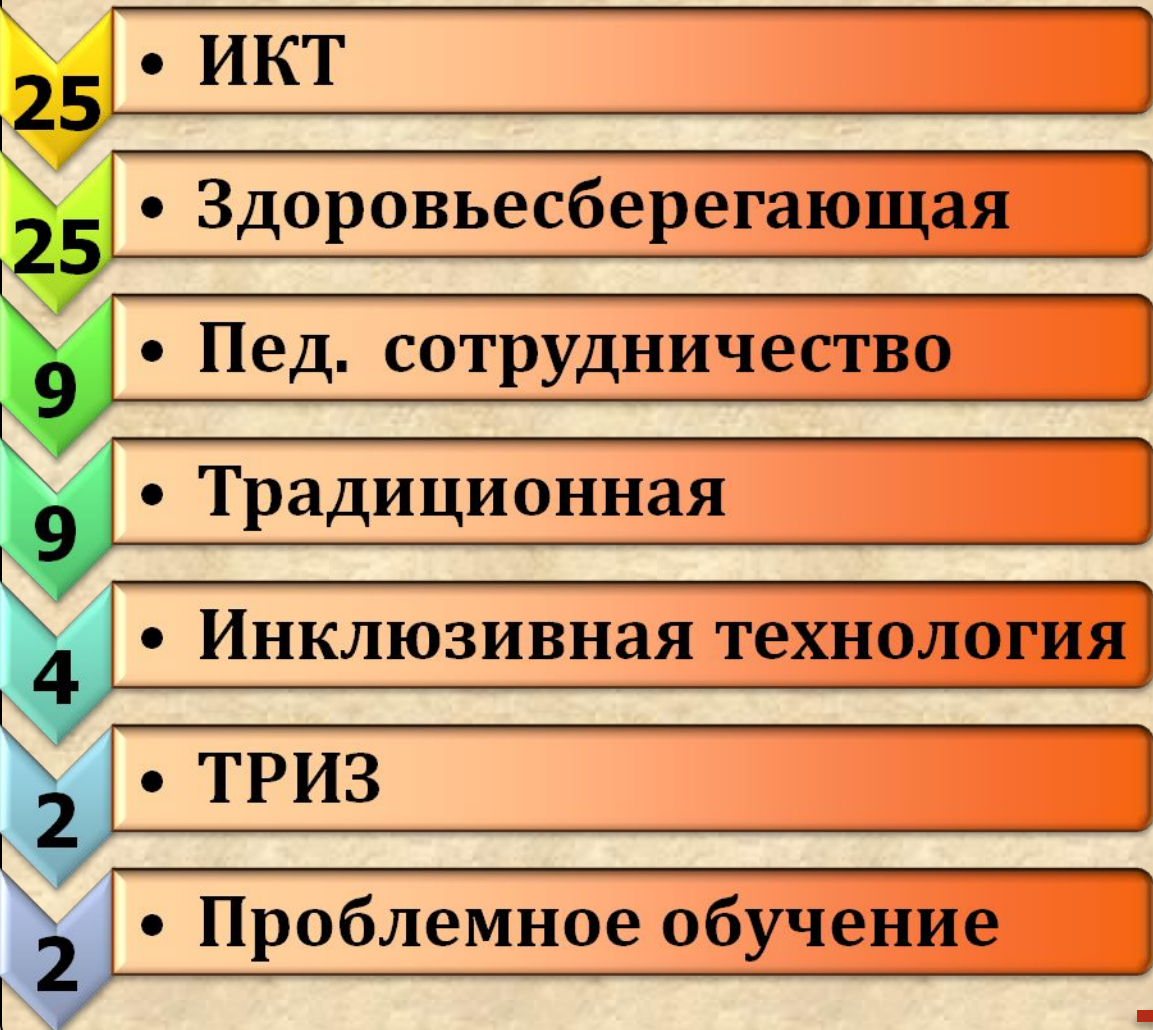 25 • ИКТ
25 • Здоровьесберегающая
9 • Пед. сотрудничество
9 • Традиционная
4 • Инклюзивная технология
2 • ТРИЗ
2 • Проблемное обучение